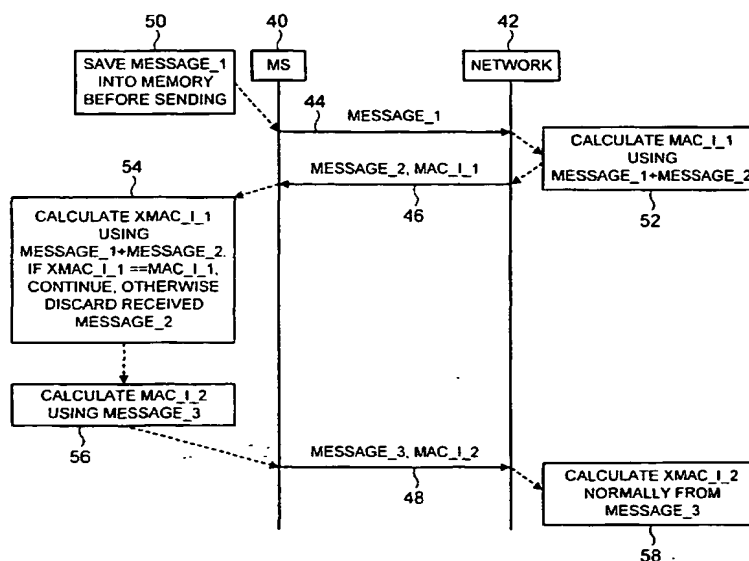 50
40
42
SAVE MESSAGE_1
INTO MEMORY
BEFORE SENDING
MS
NETWORK
44
MESSAGE_1
CALCULATE MAC_I_1
USING
MESSAGE_1+MESSAGE_2
52
54
MESSAGE_2, MAC_I_1
46
CALCULATE XMAC_I_1
USING
MESSAGE_1+MESSAGE_2.
IF XMAC_I_1 ==MAC_I_1,
CONTINUE, OTHERWISE
DISCARD RECEIVED
MESSAGE_2
CALCULATE MAC_I_2
USING MESSAGE_3
56
MESSAGE_3, MAC_I_2
48
CALCULATE XMAC_I_2
NORMALLY FROM
MESSAGE_3
58